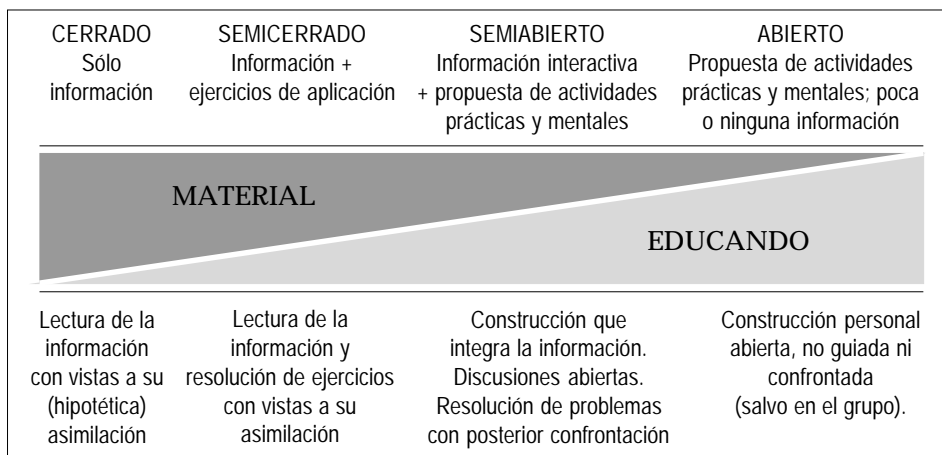 CERRADO
Sólo
información
SEMICERRADO
Información +
ejercicios de aplicación
SEMIABIERTO
Información interactiva
+ propuesta de actividades
prácticas y mentales
ABIERTO
Propuesta de actividades
prácticas y mentales; poca
o ninguna información
MATERIAL
EDUCANDO
Lectura de la
información
con vistas a su
(hipotética)
asimilación
Lectura de la
información y
resolución de ejercicios
con vistas a su
asimilación
Construcción que
integra la información.
Discusiones abiertas.
Resolución de problemas
con posterior confrontación
Construcción personal
abierta, no guiada ni
confrontada
(salvo en el grupo).